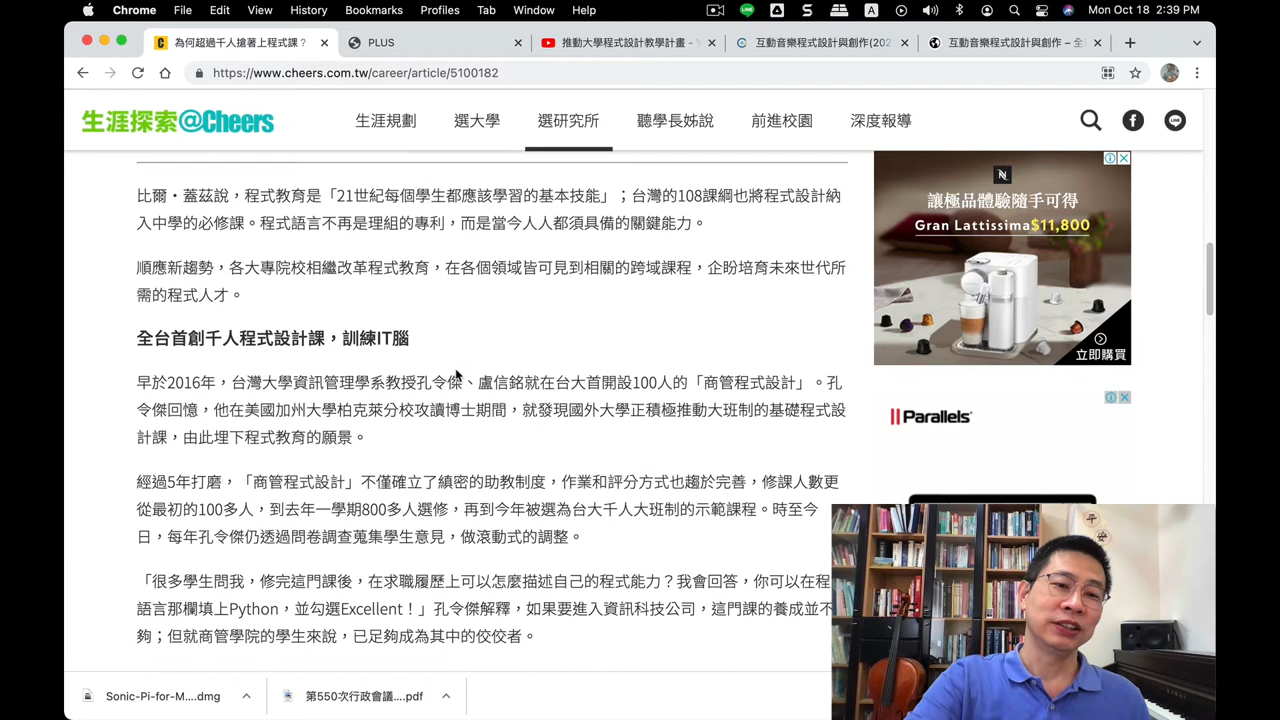 Chrome File Edit View History Bookmarks Profiles Tab Window Help
A Mon Oct 18 2:39 PM
為何超過千人搶著上程式課？
PLUS
推動大學程式設計教學計畫 - Y
互動音樂程式設計與創作(202
互動音樂程式設計與創作 – 全
https://www.cheers.com.tw/career/article/5100182
生涯探索@Cheers
生涯規劃 選大學 選研究所 聽學長姊說 前進校園 深度報導
比爾・蓋茲說，程式教育是「21世紀每個學生都應該學習的基本技能」；台灣的108課綱也將程式設計納
入中學的必修課。程式語言不再是理組的專利，而是當今人人都須具備的關鍵能力。
順應新趨勢，各大專院校相繼改革程式教育，在各個領域皆可見到相關的跨域課程，企盼培育未來世代所
需的程式人才。
全台首創千人程式設計課，訓練IT腦
早於2016年，台灣大學資訊管理學系教授孔令傑、盧信銘就在台大首開設100人的「商管程式設計」。孔
令傑回憶，他在美國加州大學柏克萊分校攻讀博士期間，就發現國外大學正積極推動大班制的基礎程式設
計課，由此埋下程式教育的願景。
經過5年打磨，「商管程式設計」不僅確立了縝密的助教制度，作業和評分方式也趨於完善，修課人數更
從最初的100多人，到去年一學期800多人選修，再到今年被選為台大千人大班制的示範課程。時至今
日，每年孔令傑仍透過問卷調查蒐集學生意見，做滾動式的調整。
「很多學生問我，修完這門課後，在求職履歷上可以怎麼描述自己的程式能力？我會回答，你可以在程
語言那欄填上Python，並勾選Excellent！」孔令傑解釋，如果要進入資訊科技公司，這門課的養成並不
夠；但就商管學院的學生來說，已足夠成為其中的佼佼者。
讓極品體驗隨手可得
Gran Lattissima$11,800
立即購買
Parallels
平
安
Sonic-Pi-for-M....dmg
第550次行政會議....pdf